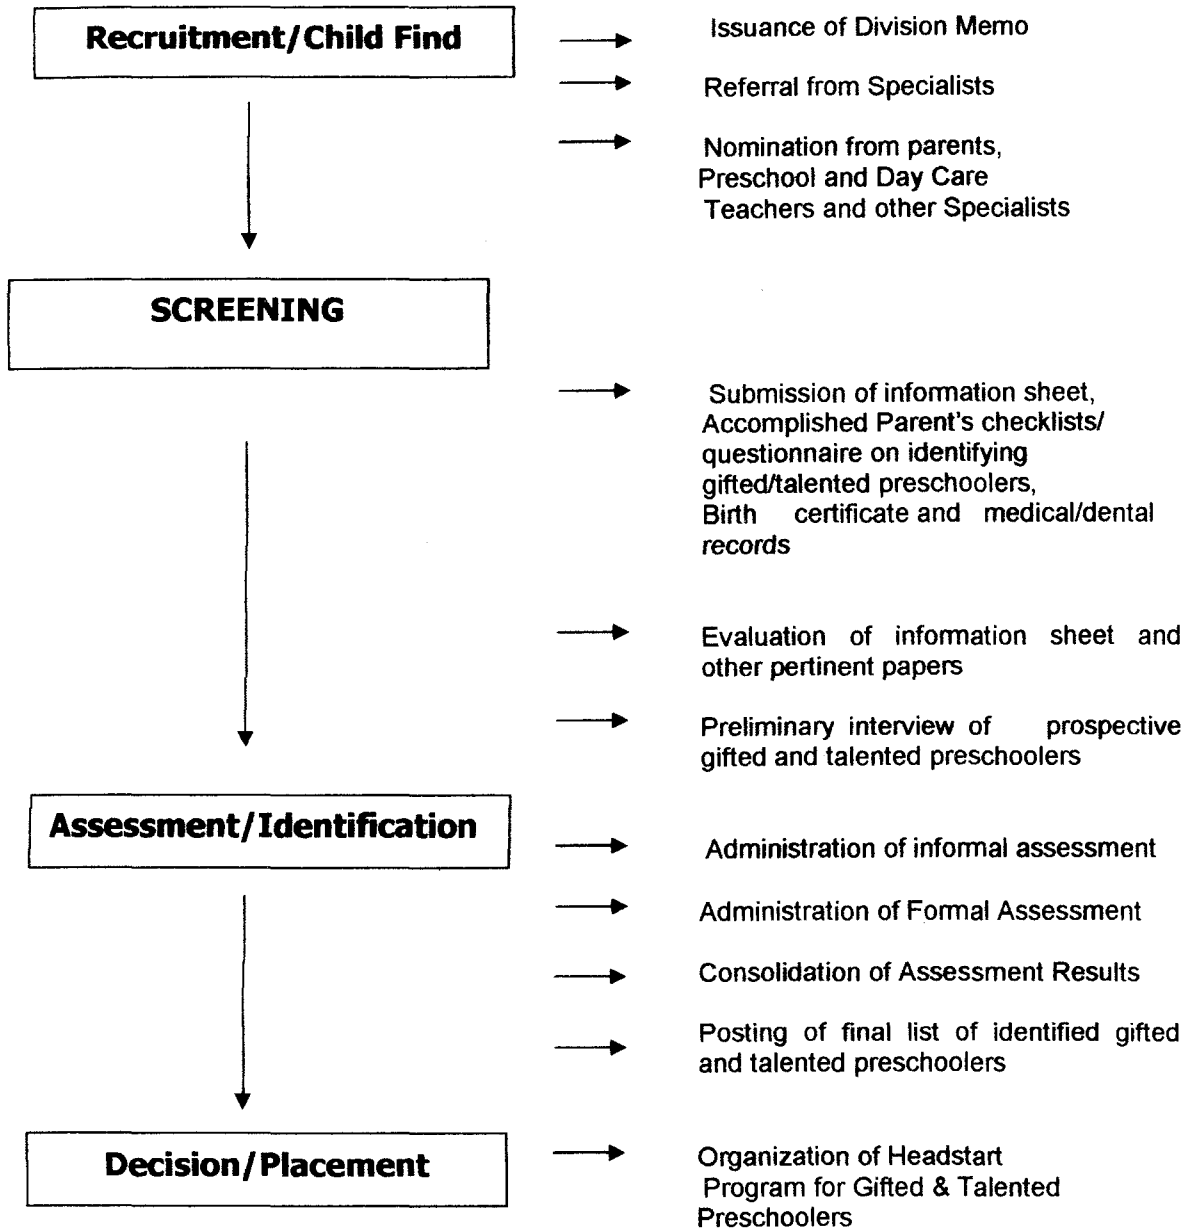 Recruitment/Child Find
Issuance of Division Memo
Referral from Specialists
Nomination from parents,
Preschool and Day Care
Teachers and other Specialists
SCREENING
Submission of information sheet,
Accomplished Parent's checklists/
questionnaire on identifying
gifted/talented preschoolers,
Birth certificate and medical/dental
records
Evaluation of information sheet and
other pertinent papers
Preliminary interview of prospective
gifted and talented preschoolers
Assessment/Identification
Administration of informal assessment
Administration of Formal Assessment
Consolidation of Assessment Results
Posting of final list of identified gifted
and talented preschoolers
Decision/Placement
Organization of Headstart
Program for Gifted & Talented
Preschoolers